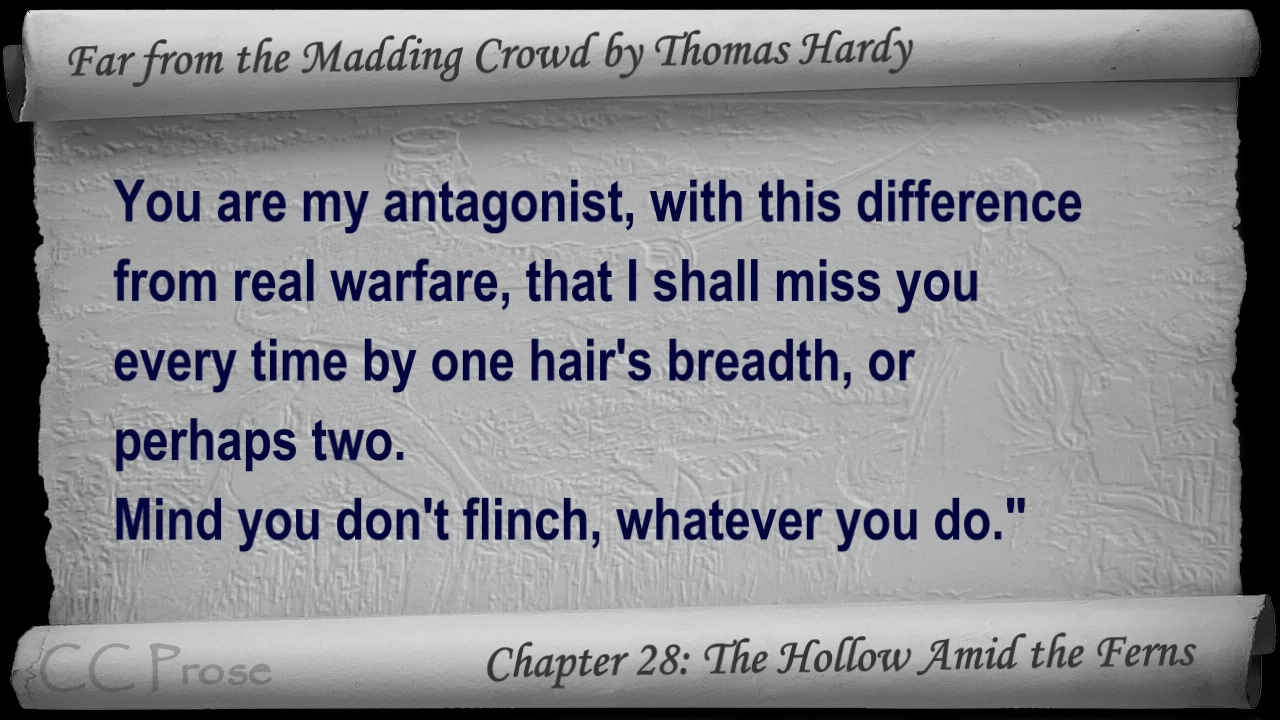 Far from the Madding Crowd by Thomas Hardy
You are my antagonist, with this difference
from real warfare, that I shall miss you
every time by one hair's breadth, or
perhaps two.
Mind you don't flinch, whatever you do."
CC Prose
Chapter 28: The Hollow Amid the Ferns